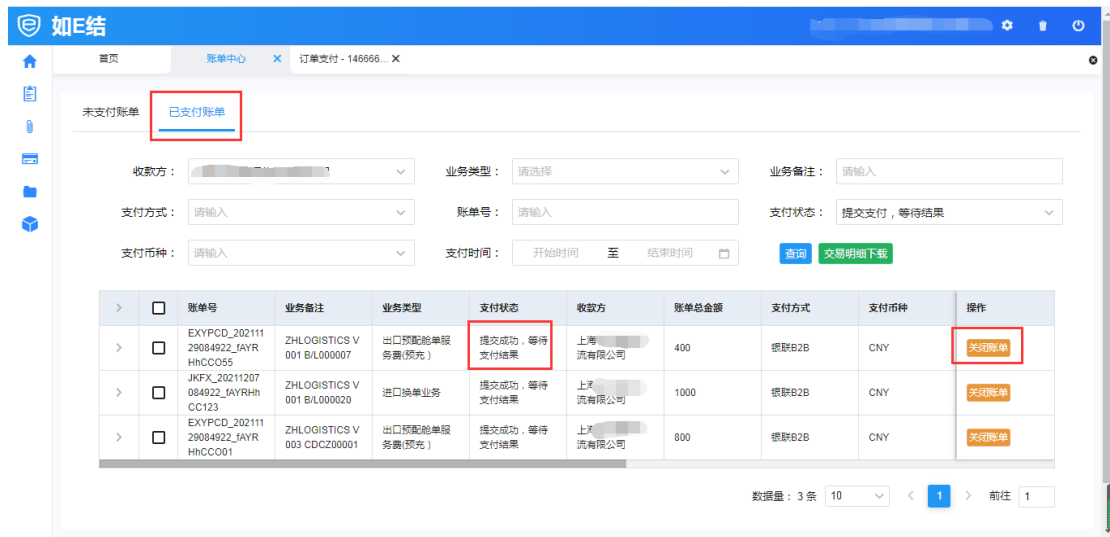 如E结
首页 账单中心 × 订单支付 - 146666... ×
未支付账单 已支付账单
收款方： 业务类型： 请选择 业务备注： 请输入
支付方式： 请输入 账单号： 请输入 支付状态： 提交支付，等待结果
支付币种： 请输入 支付时间： 开始时间 至 结束时间 查询 交易明细下载
账单号 业务备注 业务类型 支付状态 收款方 账单总金额 支付方式 支付币种 操作
EXYPCD_202111
29084922_fAYR
HhCCO55
ZHLOGISTICS V
001 B/L000007
出口预配舱单服
务费(预充)
提交成功，等待
支付结果
上海
流有限公司
400 银联B2B CNY 关闭账单
JKFX_20211207
084922_fAYRHh
CC123
ZHLOGISTICS V
001 B/L000020
进口换单业务
提交成功，等待
支付结果
上海
流有限公司
1000 银联B2B CNY 关闭账单
EXYPCD_202111
29084922_fAYR
HhCCO01
ZHLOGISTICS V
003 CDCZ00001
出口预配舱单服
务费(预充)
提交成功，等待
支付结果
上海
流有限公司
800 银联B2B CNY 关闭账单
数据量： 3 条 10 < 1 > 前往 1